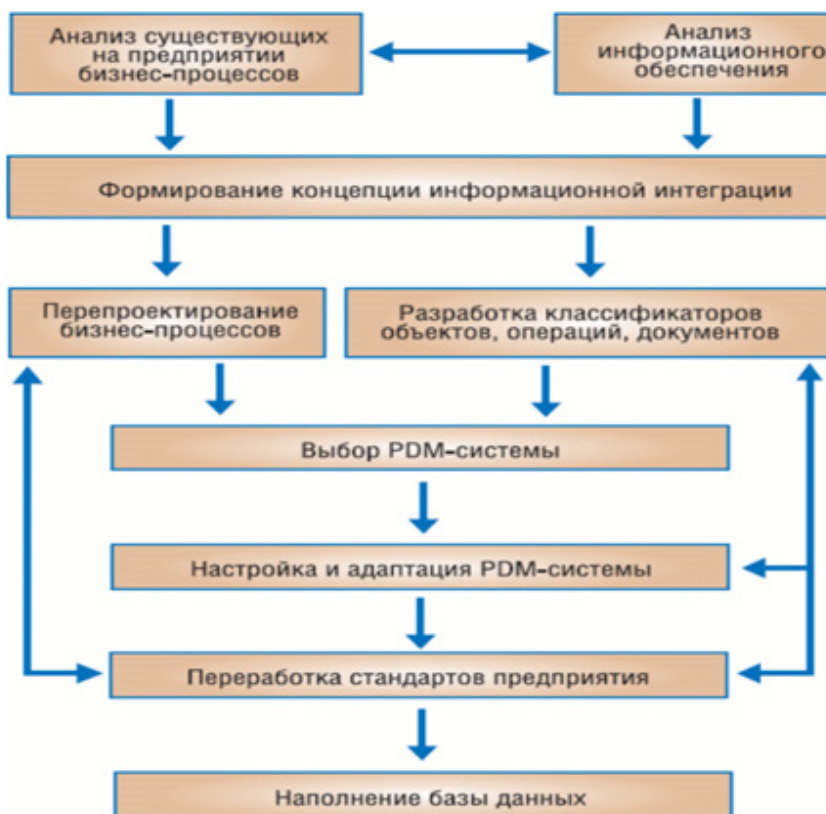 Анализ существующих
на предприятии
бизнес-процессов
Анализ
информационного
обеспечения
Формирование концепции информационной интеграции
Перепроектирование
бизнес-процессов
Разработка классификаторов
объектов, операций, документов
Выбор PDM-системы
Настройка и адаптация PDM-системы
Переработка стандартов предприятия
Наполнение базы данных